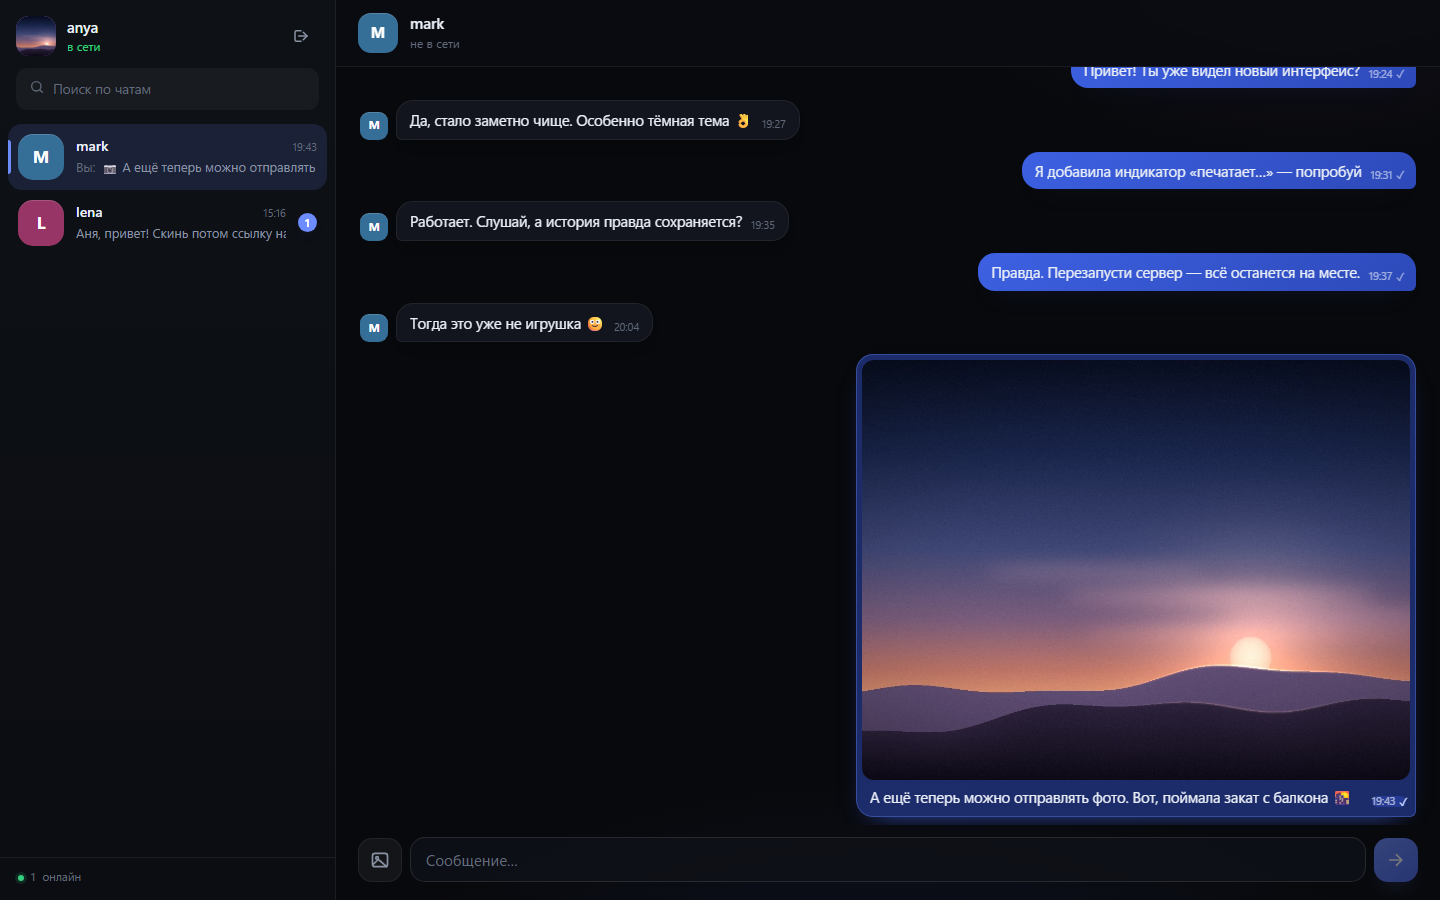 anya
в сети
Поиск по чатам
M
mark
19:43
Вы: 📷 А ещё теперь можно отправлять
L
lena
15:16
Аня, привет! Скинь потом ссылку на
1
1 онлайн
M
mark
не в сети
Привет! Ты уже видел новый интерфейс? 19:24 ✓
M
Да, стало заметно чище. Особенно тёмная тема 👌 19:27
Я добавила индикатор «печатает…» — попробуй 19:31 ✓
M
Работает. Слушай, а история правда сохраняется? 19:35
Правда. Перезапусти сервер — всё останется на месте. 19:37 ✓
M
Тогда это уже не игрушка 🙂 20:04
А ещё теперь можно отправлять фото. Вот, поймала закат с балкона 🌇 19:43 ✓
Сообщение…